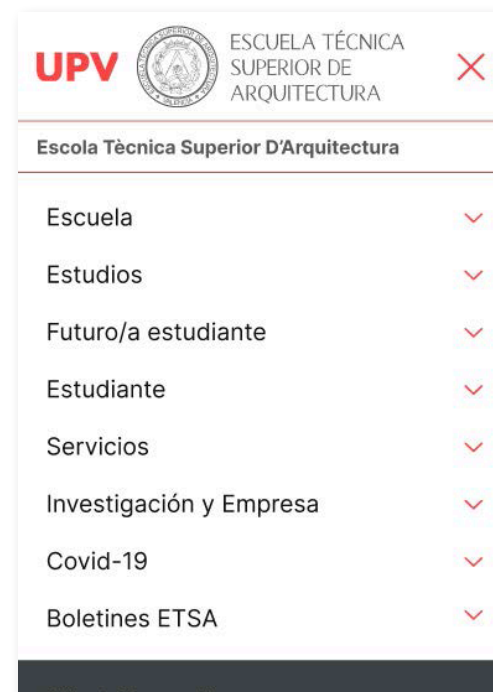 UPV
ESCUELA TÉCNICA
SUPERIOR DE
ARQUITECTURA
Escola Tècnica Superior D'Arquitectura
Escuela
Estudios
Futuro/a estudiante
Estudiante
Servicios
Investigación y Empresa
Covid-19
Boletines ETSA